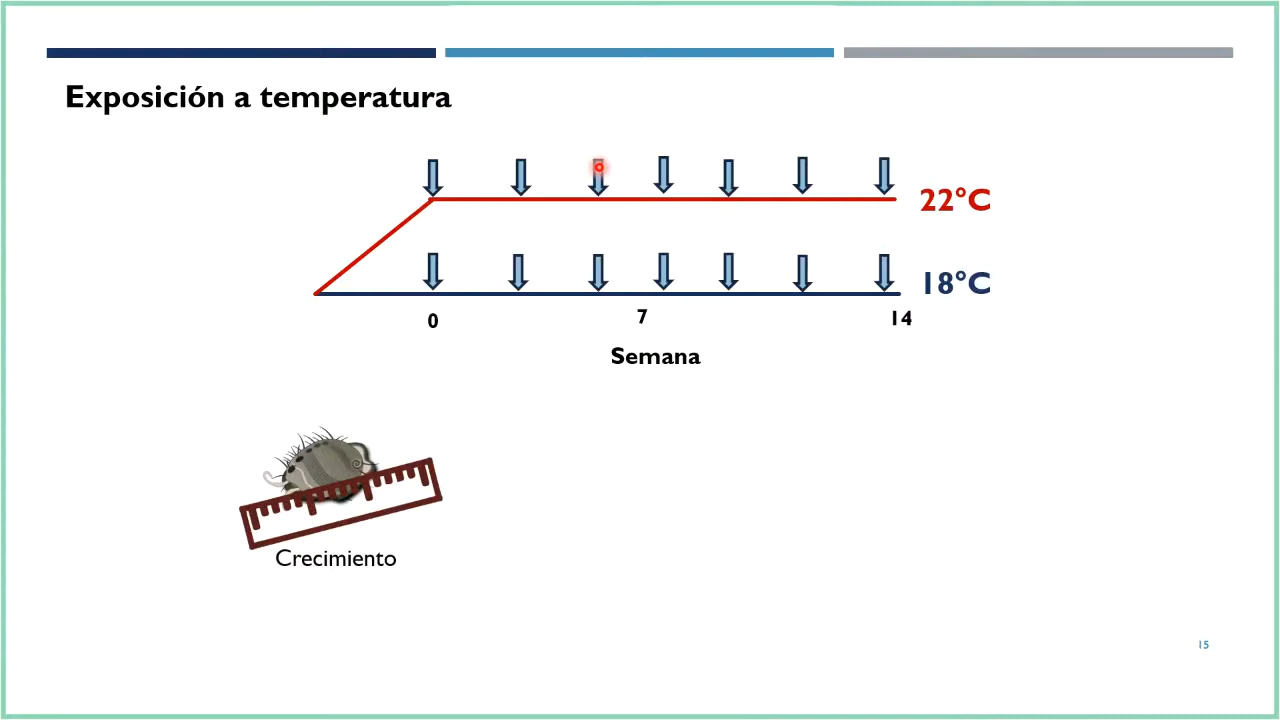 Exposición a temperatura
22°C
18°C
0
7
14
Semana
Crecimiento
15